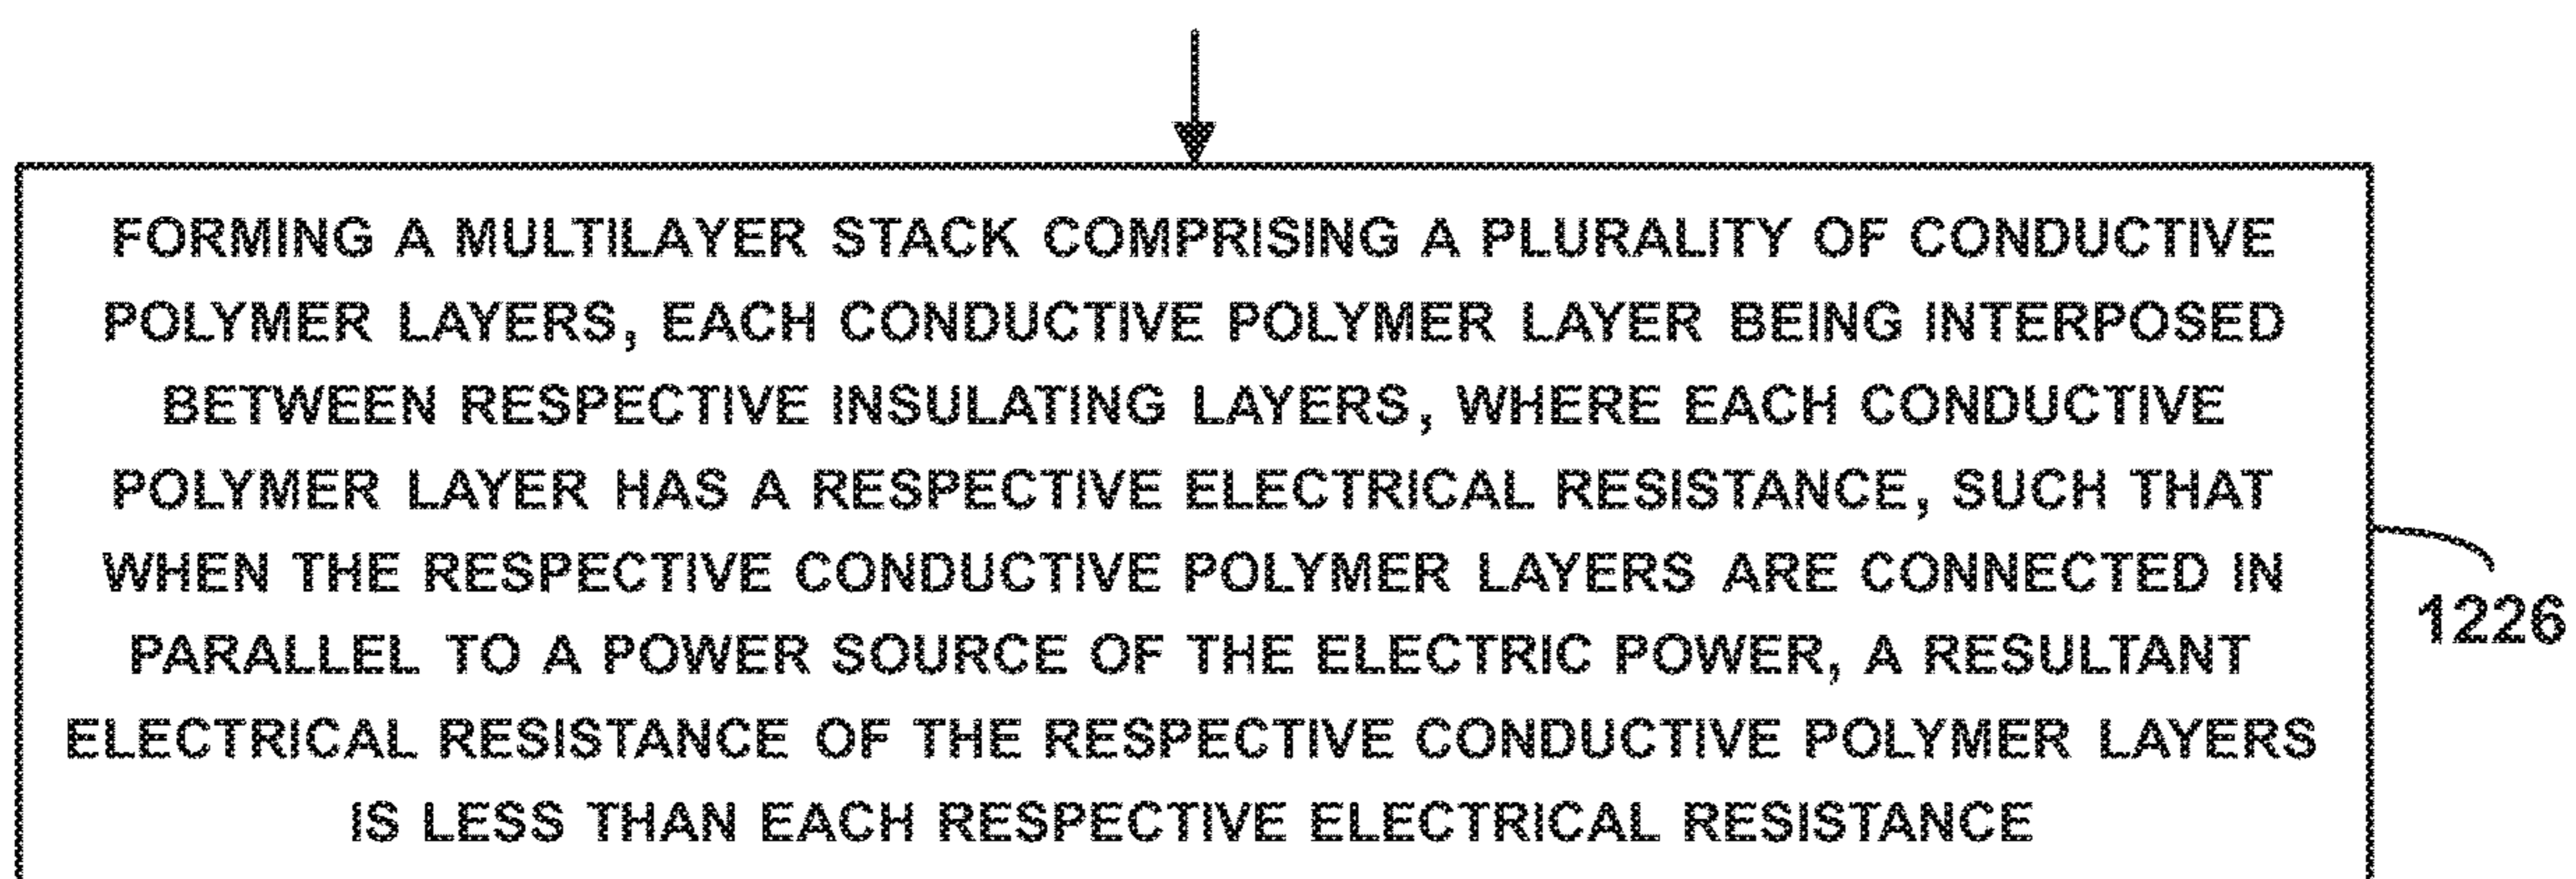 FORMING A MULTILAYER STACK COMPRISING A PLURALITY OF CONDUCTIVE
POLYMER LAYERS, EACH CONDUCTIVE POLYMER LAYER BEING INTERPOSED
BETWEEN RESPECTIVE INSULATING LAYERS, WHERE EACH CONDUCTIVE
POLYMER LAYER HAS A RESPECTIVE ELECTRICAL RESISTANCE, SUCH THAT
WHEN THE RESPECTIVE CONDUCTIVE POLYMER LAYERS ARE CONNECTED IN
PARALLEL TO A POWER SOURCE OF THE ELECTRIC POWER, A RESULTANT
ELECTRICAL RESISTANCE OF THE RESPECTIVE CONDUCTIVE POLYMER LAYERS
IS LESS THAN EACH RESPECTIVE ELECTRICAL RESISTANCE
1226